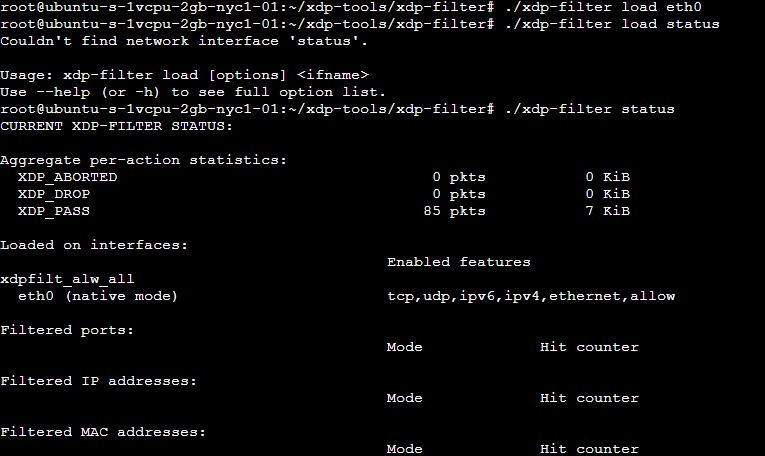 root@ubuntu-s-1vcpu-2gb-nyc1-01:~/xdp-tools/xdp-filter# ./xdp-filter load eth0
root@ubuntu-s-1vcpu-2gb-nyc1-01:~/xdp-tools/xdp-filter# ./xdp-filter load status
Couldn't find network interface 'status'.
Usage: xdp-filter load [options] <ifname>
Use --help (or -h) to see full option list.
root@ubuntu-s-1vcpu-2gb-nyc1-01:~/xdp-tools/xdp-filter# ./xdp-filter status
CURRENT XDP-FILTER STATUS:
Aggregate per-action statistics:
XDP_ABORTED 0 pkts 0 KiB
XDP_DROP 0 pkts 0 KiB
XDP_PASS 85 pkts 7 KiB
Loaded on interfaces:
Enabled features
xdpfilt_alw_all
eth0 (native mode) tcp,udp,ipv6,ipv4,ethernet,allow
Filtered ports:
Mode Hit counter
Filtered IP addresses:
Mode Hit counter
Filtered MAC addresses:
Mode Hit counter